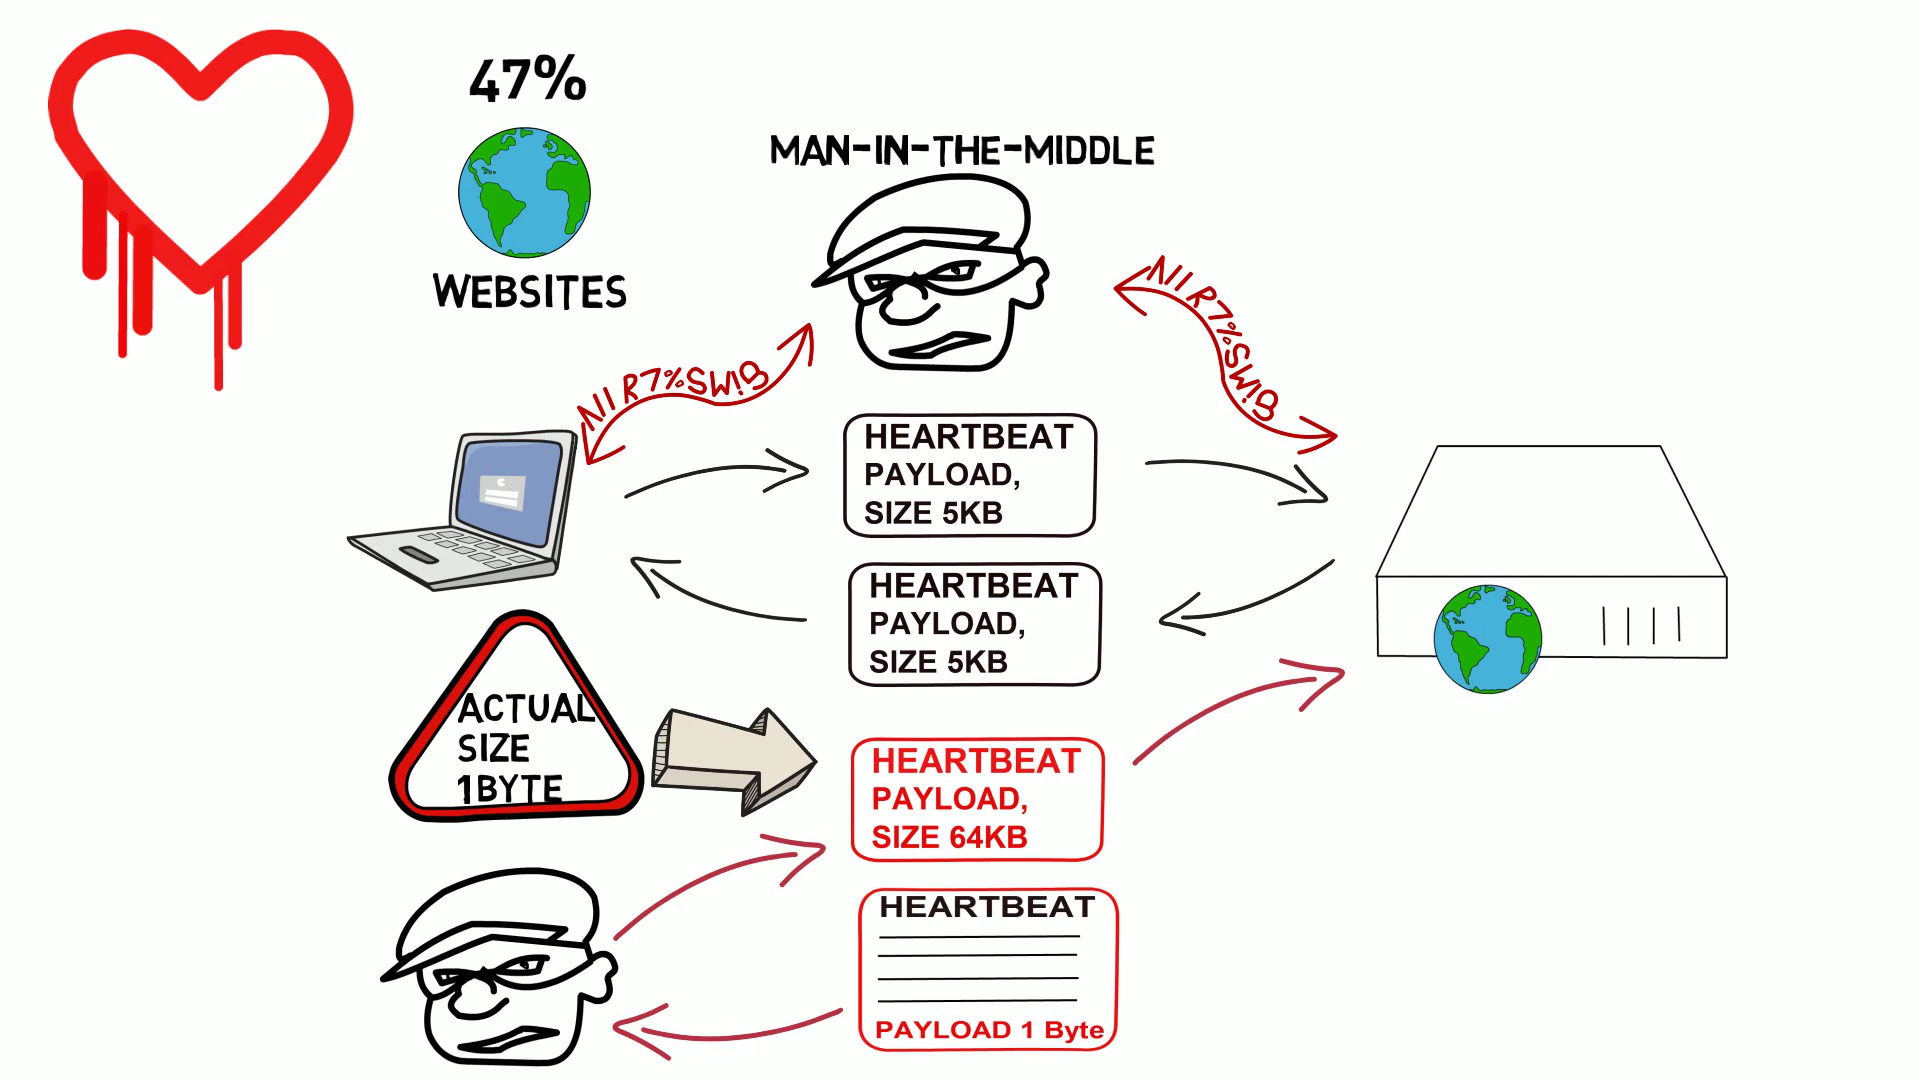 47%
WEBSITES
MAN-IN-THE-MIDDLE
HEARTBEAT
PAYLOAD,
SIZE 5KB
HEARTBEAT
PAYLOAD,
SIZE 5KB
ACTUAL
SIZE
1BYTE
HEARTBEAT
PAYLOAD,
SIZE 64KB
HEARTBEAT
PAYLOAD 1 Byte